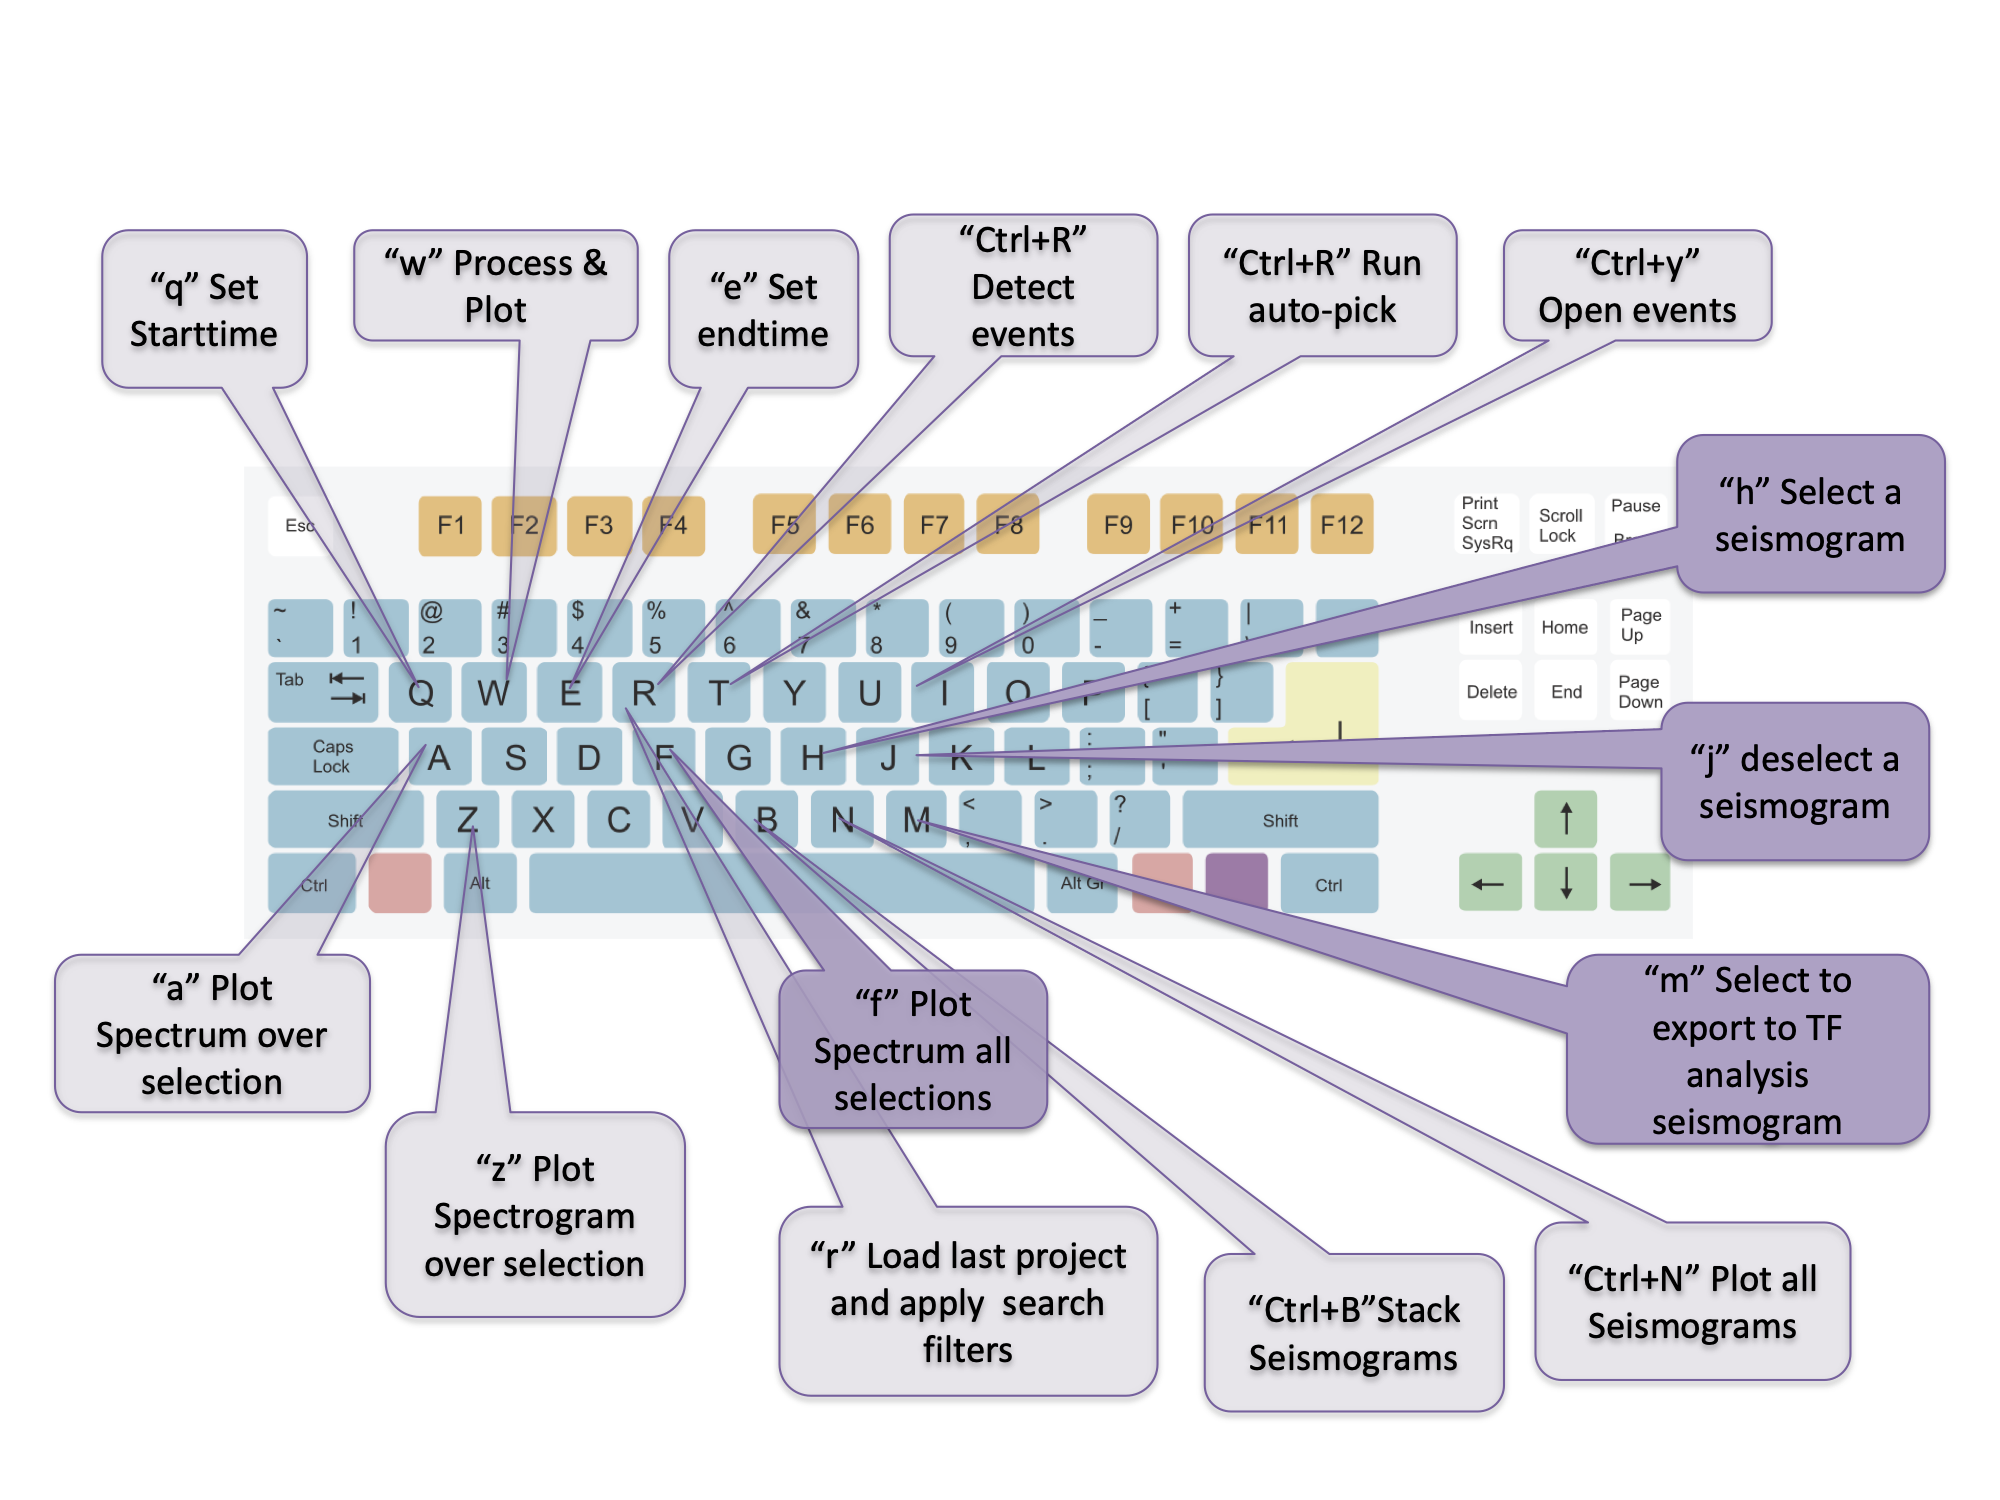 “q” Set
Starttime
“w” Process &
Plot
“e” Set
endtime
“Ctrl+R”
Detect
events
“Ctrl+R” Run
auto-pick
“Ctrl+y”
Open events
“h” Select a
seismogram
“j” deselect a
seismogram
“m” Select to
export to TF
analysis
seismogram
Esc F1 F2 F3 F4 F5 F6 F7 F8 F9 F10 F11 F12
Print
Scrn
SysRq
Scroll
Lock
Pause
~ ! @ # $ % ^ & * ( ) _ + |
` 1 2 3 4 5 6 7 8 9 0 - =
Insert Home Page
Up
Tab Q W E R T Y U I O P { }
[ ]
Delete End Page
Down
Caps
Lock
A S D F G H J K L : "
; '
Shift Z X C V B N M < > ? Shift
, . /
Ctrl Alt Alt Gr Ctrl
↑
← ↓ →
“a” Plot
Spectrum over
selection
“z” Plot
Spectrogram
over selection
“f” Plot
Spectrum all
selections
“r” Load last project
and apply  search
filters
“Ctrl+B”Stack
Seismograms
“Ctrl+N” Plot all
Seismograms